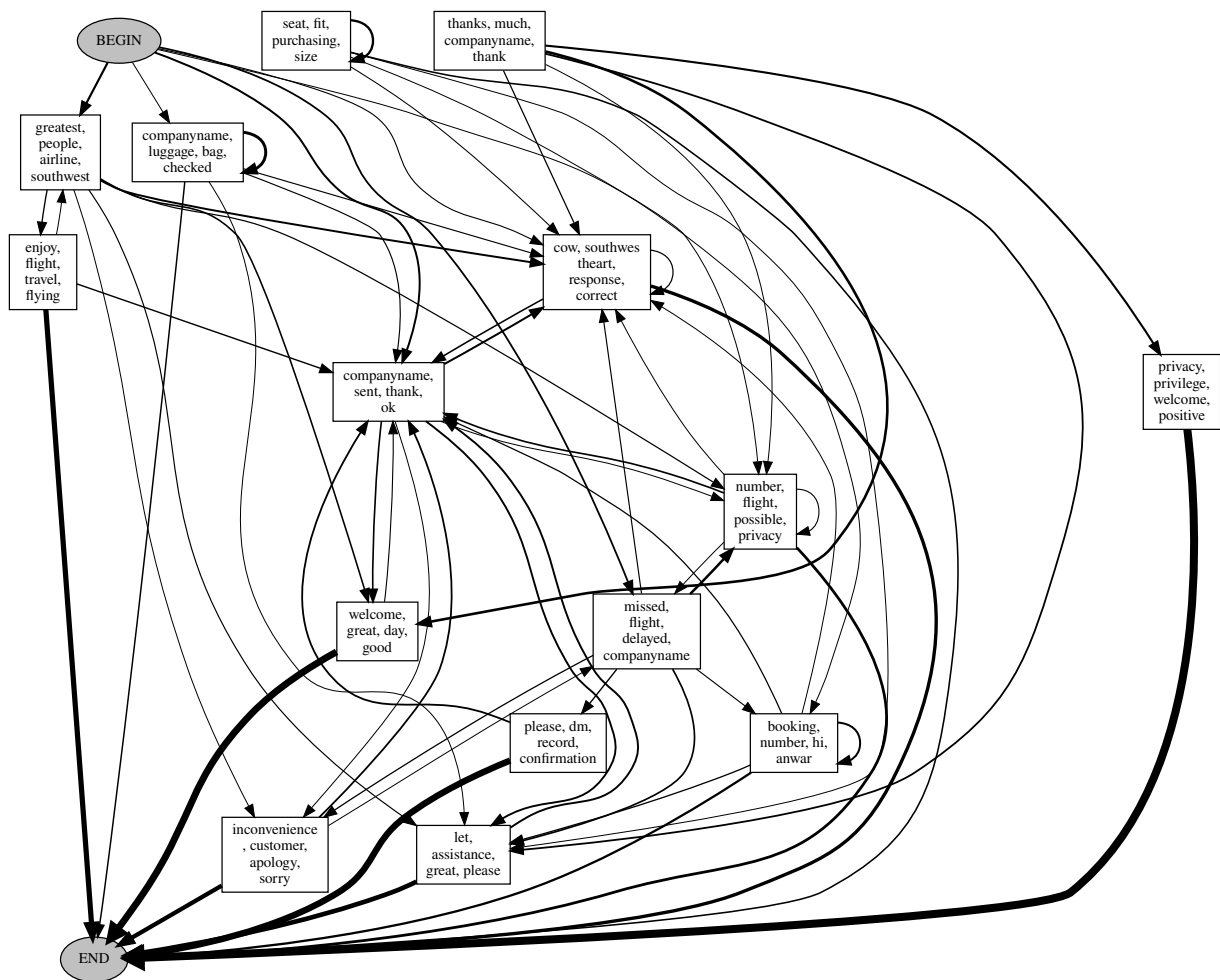 BEGIN
seat, fit,
purchasing,
size
thanks, much,
companyname,
thank
greatest,
people,
airline,
southwest
companyname,
luggage, bag,
checked
enjoy,
flight,
travel,
flying
cow, southwes
theart,
response,
correct
companyname,
sent, thank,
ok
privacy,
privilege,
welcome,
positive
number,
flight,
possible,
privacy
welcome,
great, day,
good
missed,
flight,
delayed,
companyname
please, dm,
record,
confirmation
booking,
number, hi,
anwar
inconvenience
, customer,
apology,
sorry
let,
assistance,
great, please
END